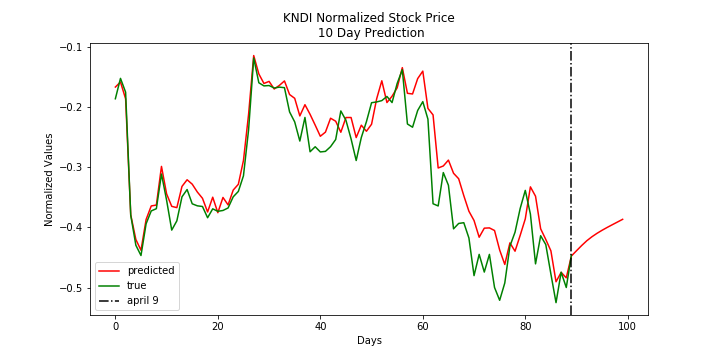 KNDI Normalized Stock Price
10 Day Prediction
Normalized Values
−0.1
−0.2
−0.3
−0.4
−0.5
predicted
true
april 9
0
20
40
60
80
100
Days